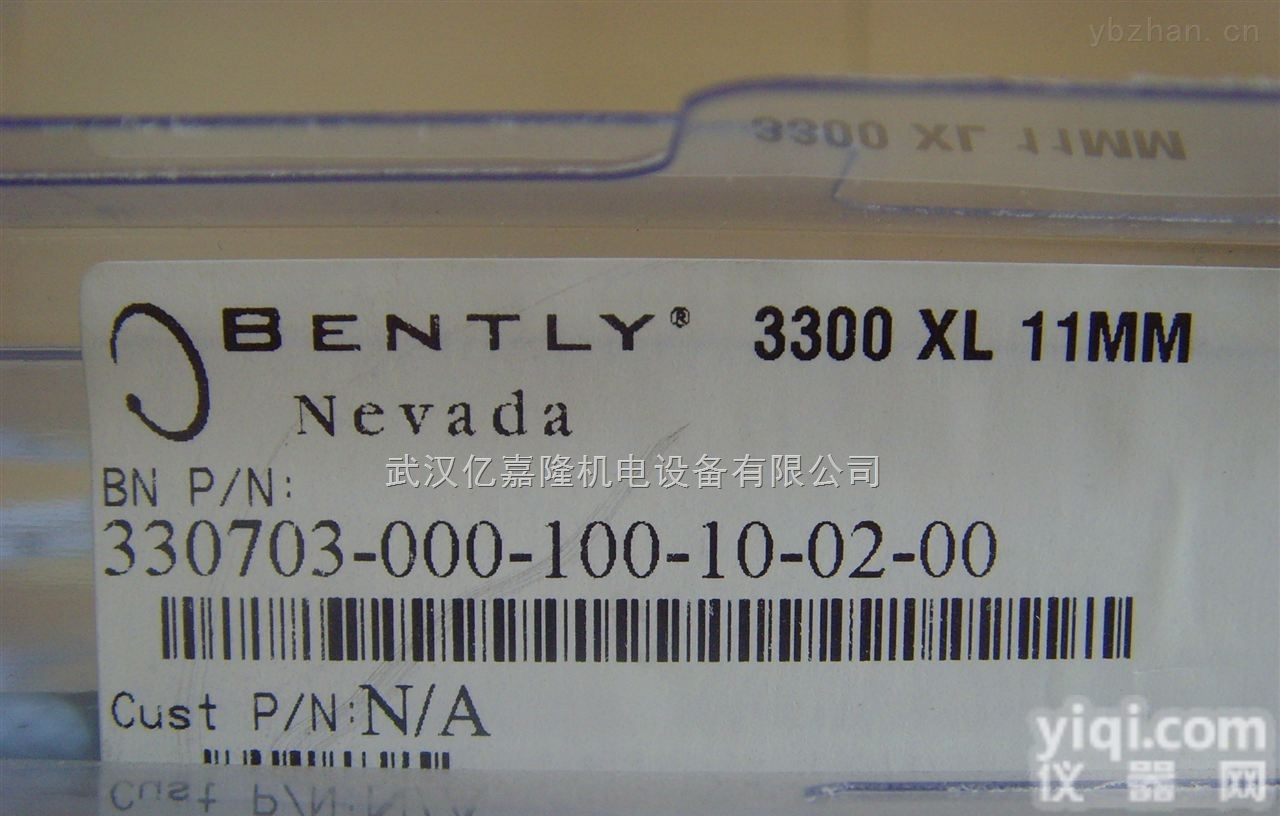 ybzhan.cn
3300 XL 11MM
BENTLY® 3300 XL 11MM
Nevada
武汉亿嘉隆机电设备有限公司
BN P/N:
330703-000-100-10-02-00
Cust P/N:N/A
yiqi.com
仪器网
Cust P/N:N/A